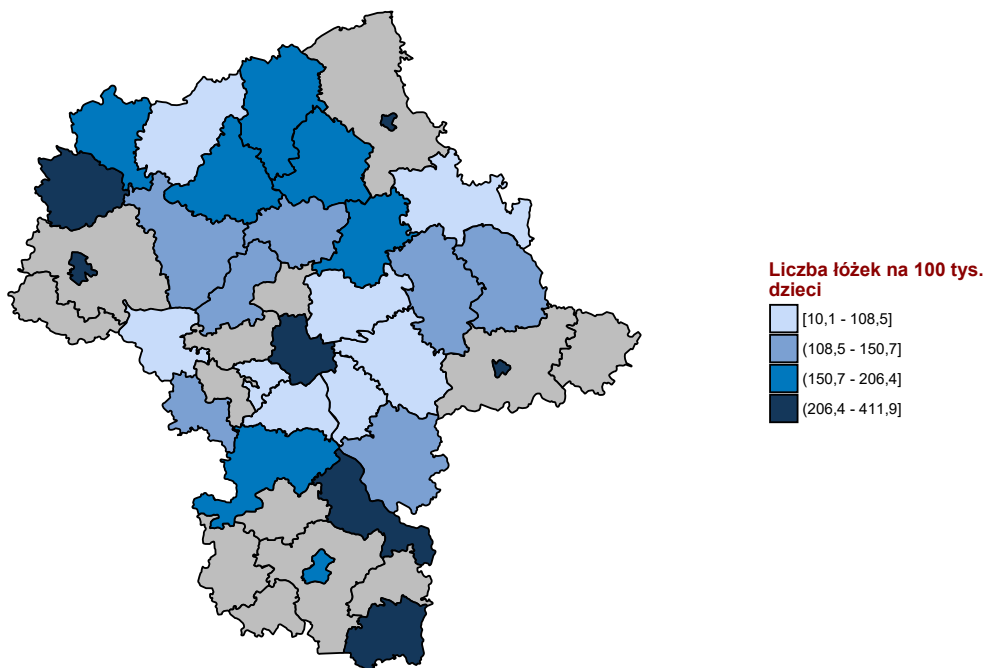 Liczba łóżek na 100 tys.
dzieci
[10,1 - 108,5]
(108,5 - 150,7]
(150,7 - 206,4]
(206,4 - 411,9]